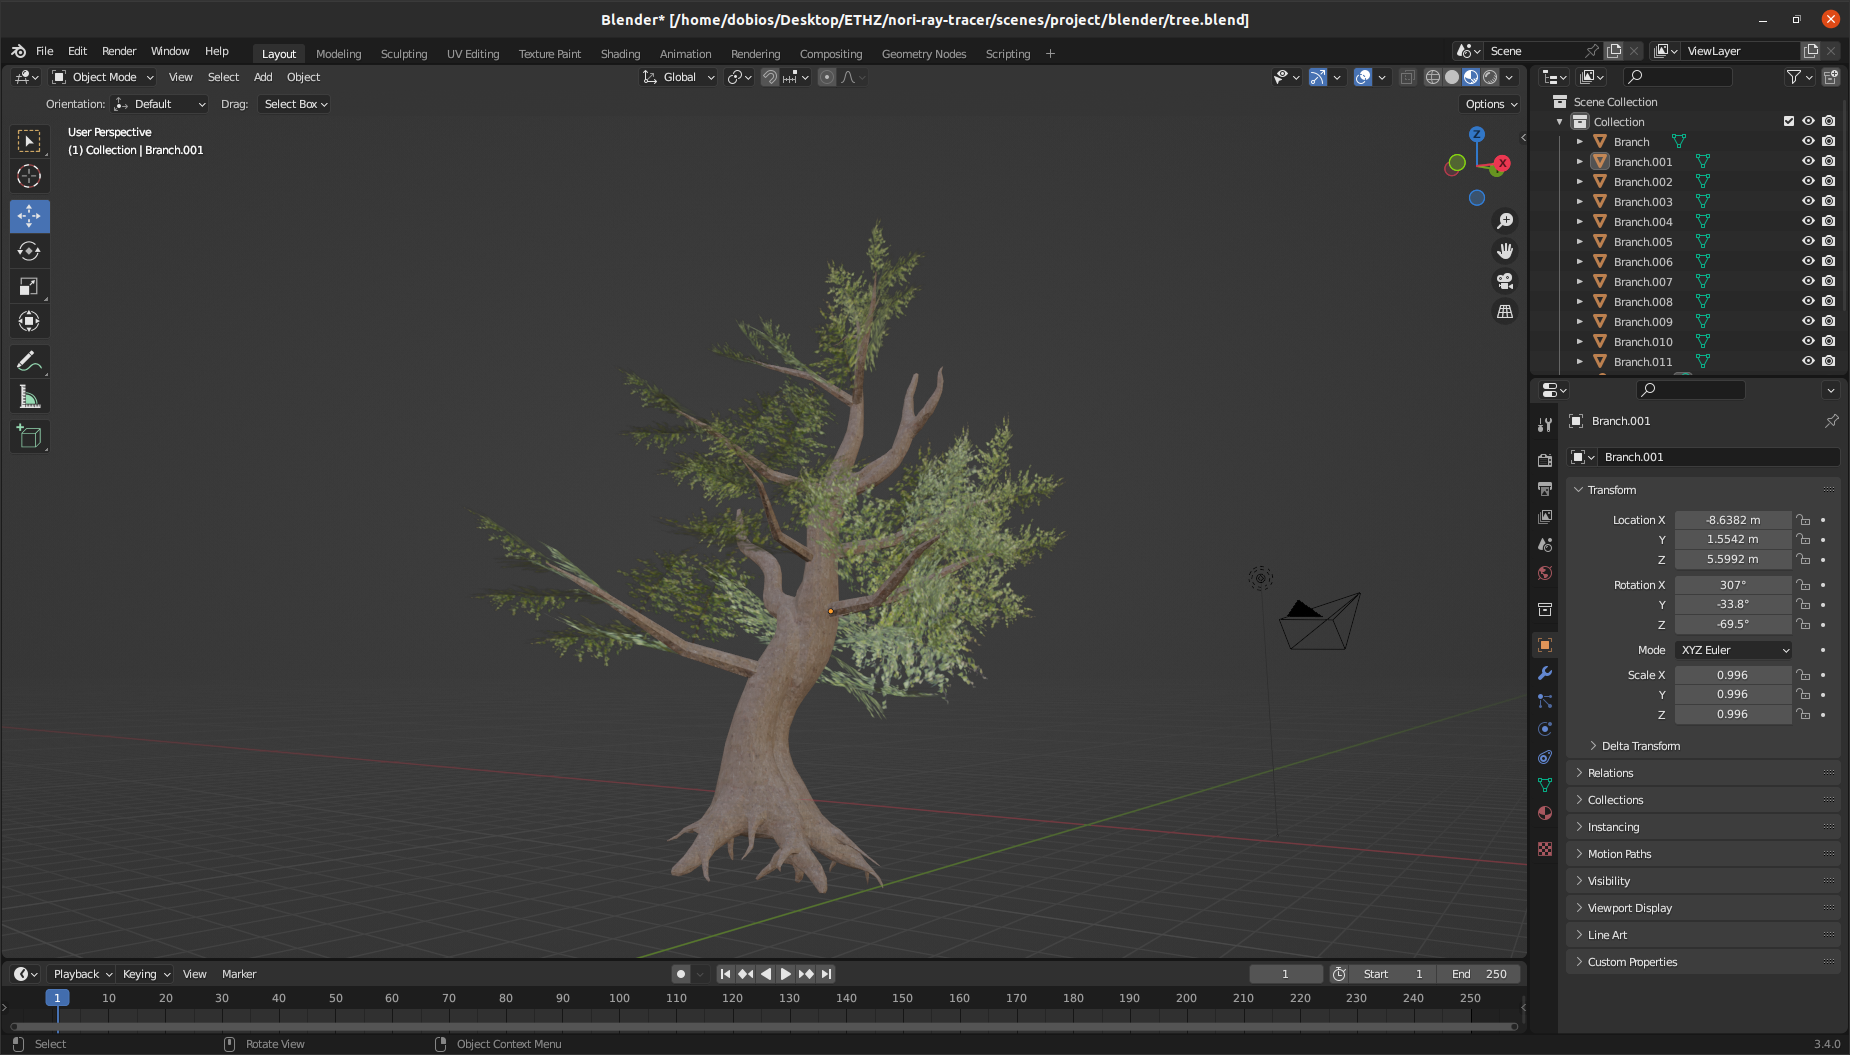 Blender* [/home/dobios/Desktop/ETHZ/nori-ray-tracer/scenes/project/blender/tree.blend]
File Edit Render Window Help Layout Modeling Sculpting UV Editing Texture Paint Shading Animation Rendering Compositing Geometry Nodes Scripting + Scene ViewLayer
Object Mode View Select Add Object Global
Orientation: Default Drag: Select Box Options
User Perspective
(1) Collection | Branch.001
Z
X
Scene Collection
Collection
Branch
Branch.001
Branch.002
Branch.003
Branch.004
Branch.005
Branch.006
Branch.007
Branch.008
Branch.009
Branch.010
Branch.011
Branch.001
Branch.001
Transform
Location X -8.6382 m
Y 1.5542 m
Z 5.5992 m
Rotation X 307°
Y -33.8°
Z -69.5°
Mode XYZ Euler
Scale X 0.996
Y 0.996
Z 0.996
Delta Transform
Relations
Collections
Instancing
Motion Paths
Visibility
Viewport Display
Line Art
Custom Properties
Playback Keying View Marker 1 Start 1 End 250
1 10 20 30 40 50 60 70 80 90 100 110 120 130 140 150 160 170 180 190 200 210 220 230 240 250
Select Rotate View Object Context Menu 3.4.0